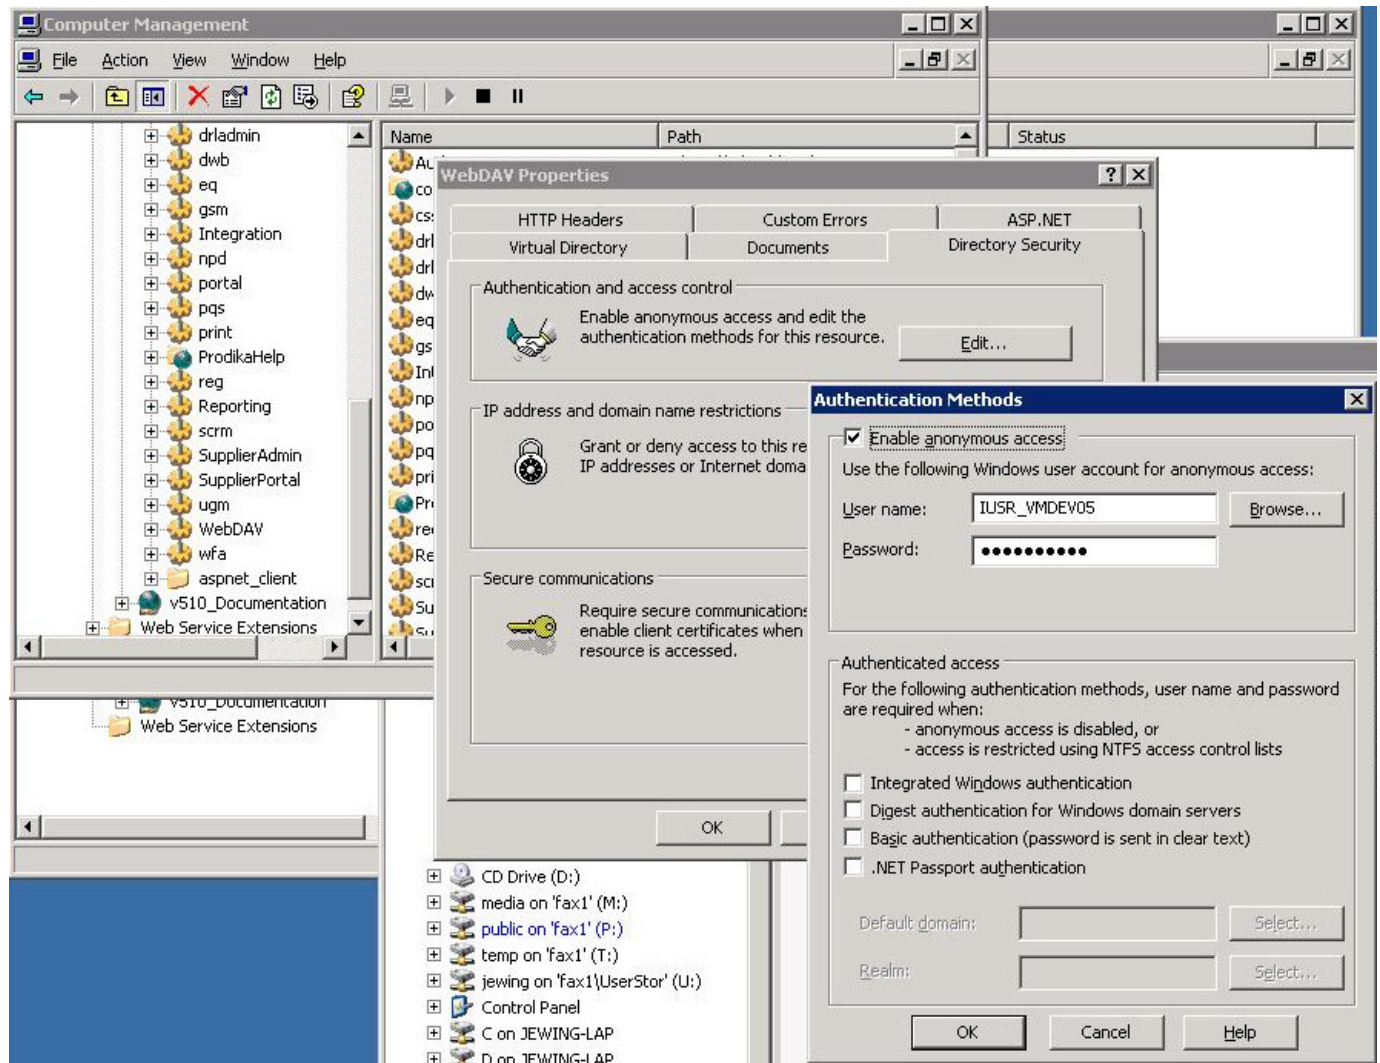 Computer Management
File Action View Window Help
drladmin
dwb
eq
gsm
Integration
npd
portal
pqs
print
ProdikaHelp
reg
Reporting
scrm
SupplierAdmin
SupplierPortal
ugm
WebDAV
wfa
aspnet_client
v510_Documentation
Web Service Extensions
Name Path Status
WebDAV Properties
HTTP Headers Custom Errors ASP.NET
Virtual Directory Documents Directory Security
Authentication and access control
Enable anonymous access and edit the
authentication methods for this resource.
Edit...
IP address and domain name restrictions
Grant or deny access to this re
IP addresses or Internet doma
Secure communications
Require secure communications
enable client certificates when
resource is accessed.
OK
Authentication Methods
Enable anonymous access
Use the following Windows user account for anonymous access:
User name: IUSR_VMDEV05 Browse...
Password: ●●●●●●●●●●
Authenticated access
For the following authentication methods, user name and password
are required when:
- anonymous access is disabled, or
- access is restricted using NTFS access control lists
Integrated Windows authentication
Digest authentication for Windows domain servers
Basic authentication (password is sent in clear text)
.NET Passport authentication
Default domain: Select...
Realm: Select...
OK Cancel Help
v510_Documentation
Web Service Extensions
CD Drive (D:)
media on 'fax1' (M:)
public on 'fax1' (P:)
temp on 'fax1' (T:)
jewing on 'fax1\UserStor' (U:)
Control Panel
C on JEWING-LAP
D on JEWING-LAP